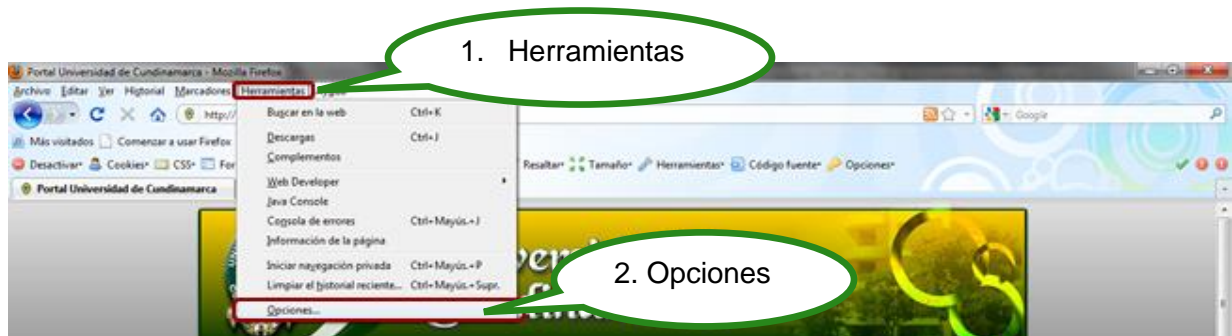 1. Herramientas
Portal Universidad de Cundinamarca - Mozilla Firefox
Archivo Editar Ver Historial Marcadores Herramientas
http://
Google
Más visitados Comenzar a usar Firefox
Desactivar Cookies CSS For
Resaltar Tamaño Herramientas Código fuente Opciones
Portal Universidad de Cundinamarca
Buscar en la web Ctrl+K
Descargas Ctrl+J
Complementos
Web Developer
Java Console
Consola de errores Ctrl+Mayús.+J
Información de la página
Iniciar navegación privada Ctrl+Mayús.+P
Limpiar el historial reciente... Ctrl+Mayús.+Supr.
Opciones...
2. Opciones